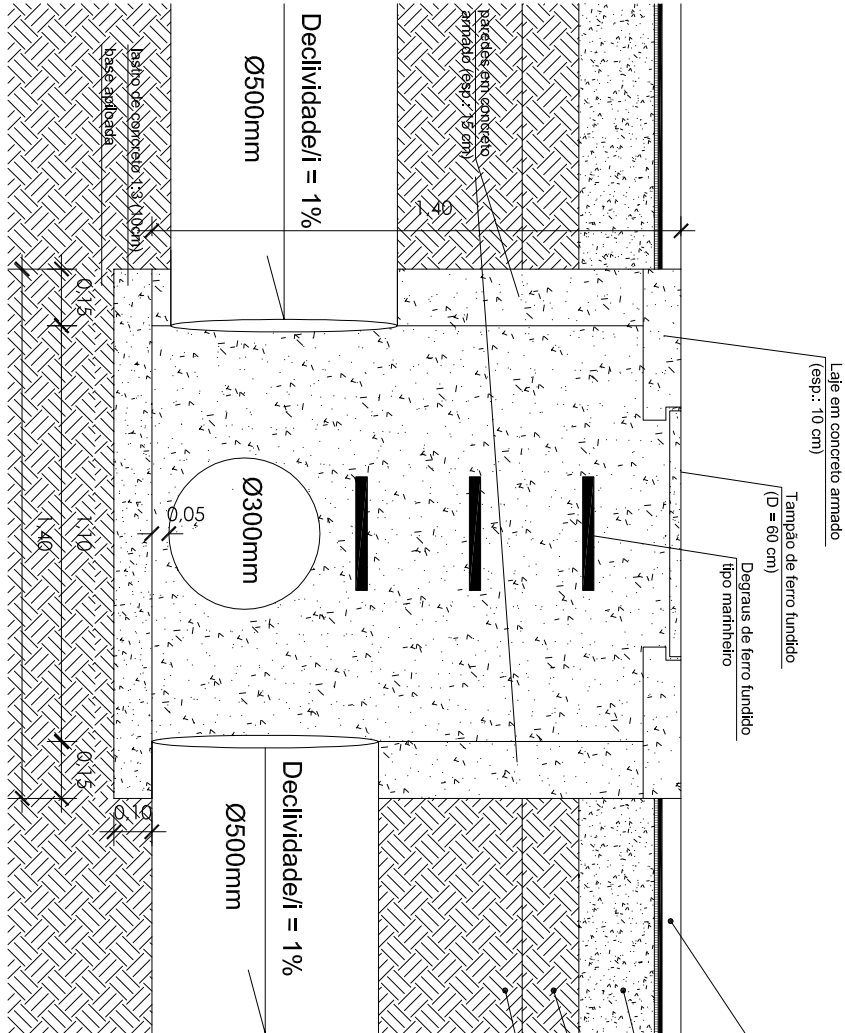 Laje em concreto armado
(esp.: 10 cm)
Tampão de ferro fundido
(D = 60 cm)
Degraus de ferro fundido
tipo marinheiro
paredes em concreto
armado (esp.: 15 cm)
1,40
Declividade/i = 1%
Ø500mm
lastro de concreto 1:3 (10cm)
base apiloada
Ø300mm
0,05
Declividade/i = 1%
Ø500mm
0,15
1,10
0,15
1,40
0,10